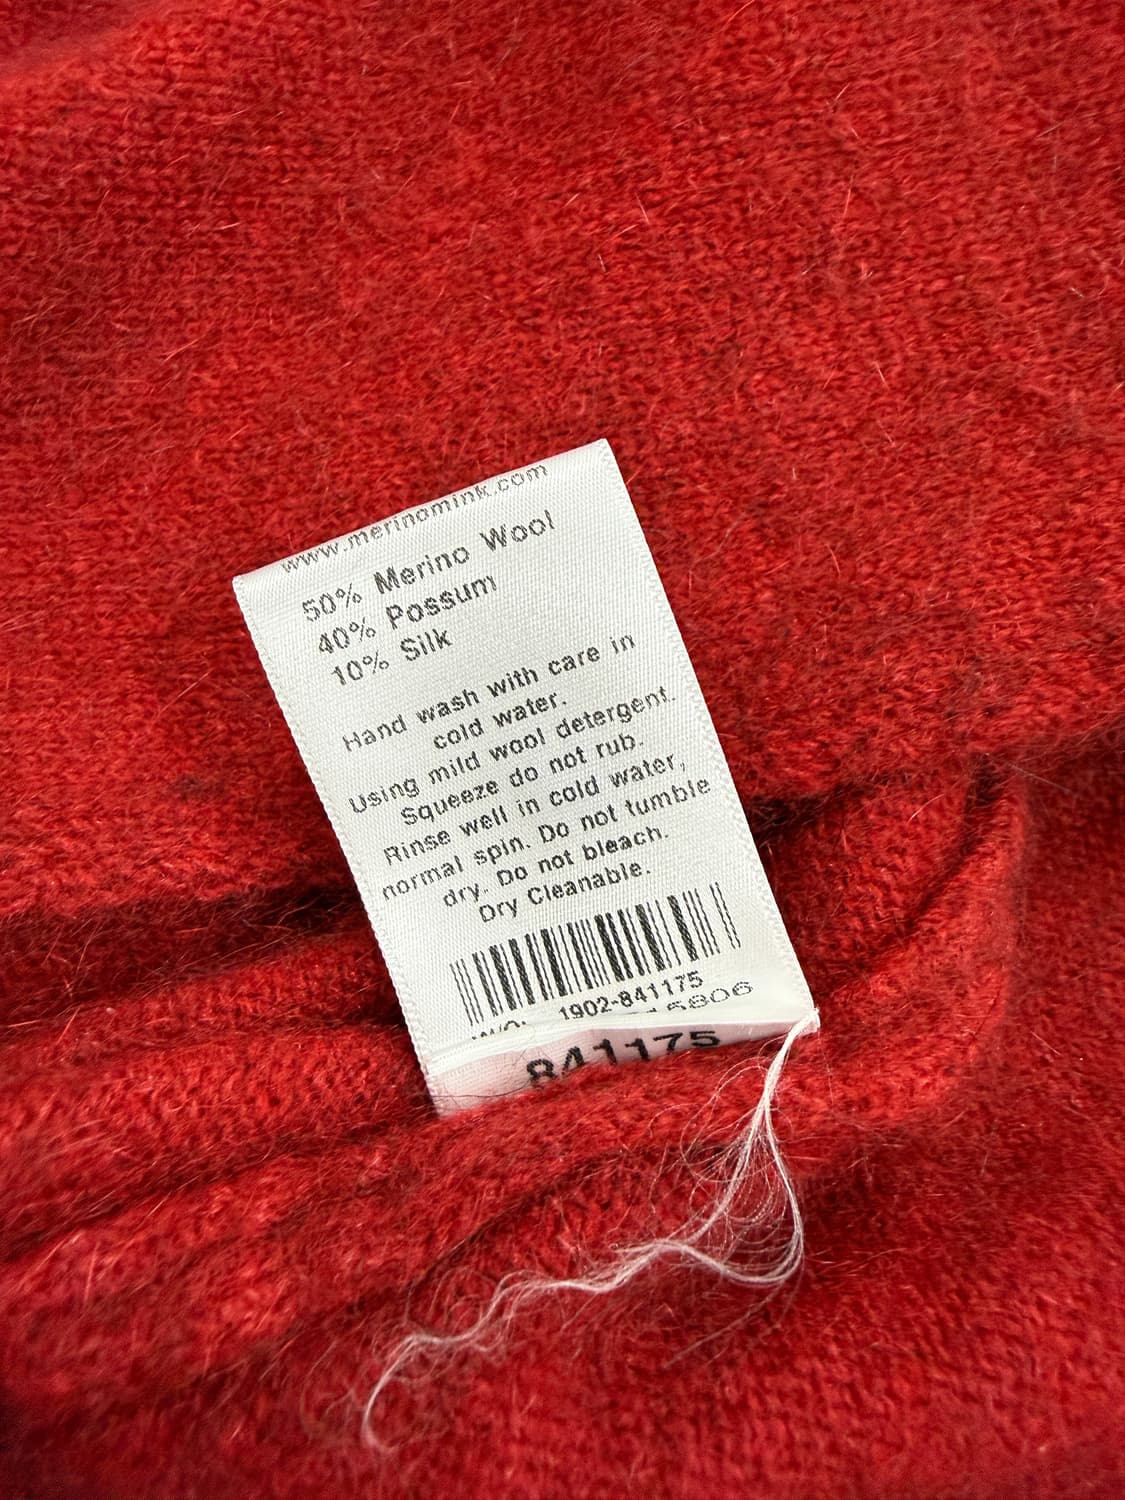 www.merinomink.com
50% Merino Wool
40% Possum
10% Silk
Hand wash with care in
cold water.
Using mild wool detergent.
Squeeze do not rub.
Rinse well in cold water,
normal spin. Do not tumble
dry. Do not bleach.
Dry Cleanable.
1902-841175
5806
841175